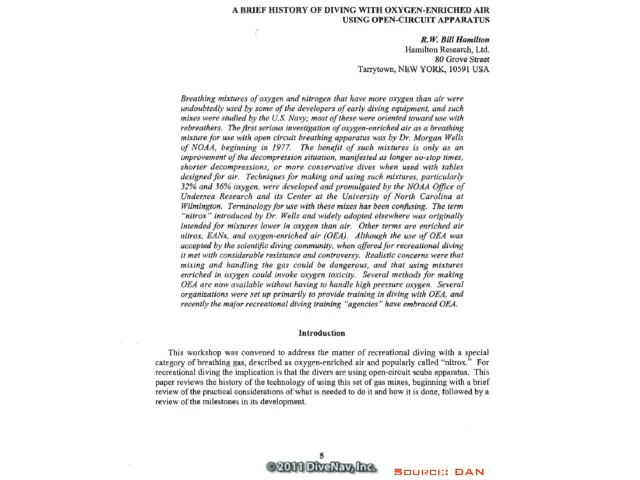 A BRIEF HISTORY OF DIVING WITH OXYGEN-ENRICHED AIR
USING OPEN-CIRCUIT APPARATUS
R.W. Bill Hamilton
Hamilton Research, Ltd.
80 Grove Street
Tarrytown, NEW YORK, 10591 USA
Breathing mixtures of oxygen and nitrogen that have more oxygen than air were
undoubtedly used by some of the developers of early diving equipment, and such
mixes were studied by the U.S. Navy; most of these were oriented toward use with
rebreathers. The first serious investigation of oxygen-enriched air as a breathing
mixture for use with open circuit breathing apparatus was by Dr. Morgan Wells
of NOAA, beginning in 1977. The benefit of such mixtures is only as an
improvement of the decompression situation, manifested as longer no-stop times,
shorter decompressions, or more conservative dives when used with tables
designed for air. Techniques for making and using such mixtures, particularly
32% and 36% oxygen, were developed and promulgated by the NOAA Office of
Undersea Research and its Center at the University of North Carolina at
Wilmington. Terminology for use with these mixes has been confusing. The term
"nitrox" introduced by Dr. Wells and widely adopted elsewhere was originally
intended for mixtures lower in oxygen than air. Other terms are enriched air
nitrox, EANx, and oxygen-enriched air (OEA). Although the use of OEA was
accepted by the scientific diving community, when offered for recreational diving
it met with considerable resistance and controversy. Realistic concerns were that
mixing and handling the gas could be dangerous, and that using mixtures
enriched in oxygen could invoke oxygen toxicity. Several methods for making
OEA are now available without having to handle high pressure oxygen. Several
organizations were set up primarily to provide training in diving with OEA, and
recently the major recreational diving training "agencies" have embraced OEA.
Introduction
This workshop was convened to address the matter of recreational diving with a special
category of breathing gas, described as oxygen-enriched air and popularly called "nitrox." For
recreational diving the implication is that the divers are using open-circuit scuba apparatus. This
paper reviews the history of the technology of using this set of gas mixes, beginning with a brief
review of the practical considerations of what is needed to do it and how it is done, followed by a
review of the milestones in its development.
5
©2011 DiveNav, Inc.
SOURCE: DAN